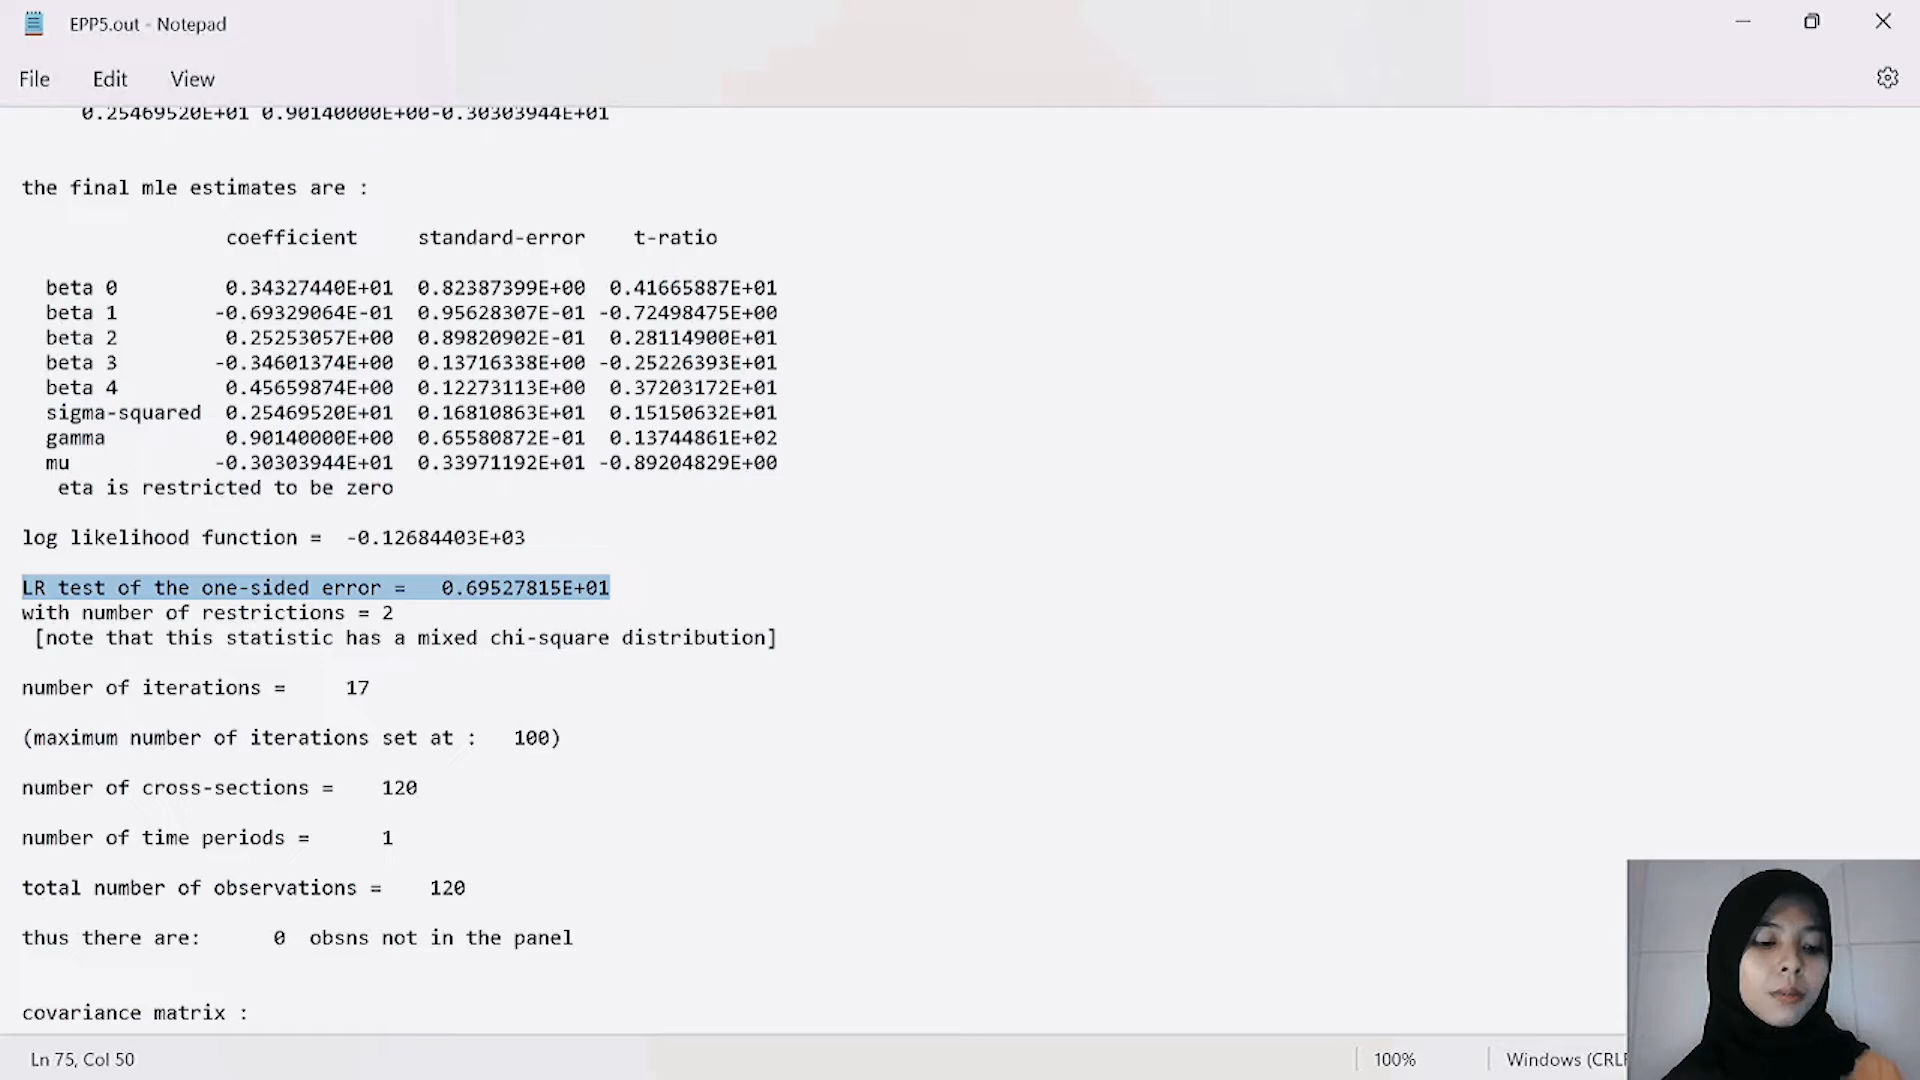 EPP5.out - Notepad
File Edit View
0.25469520E+01 0.90140000E+00-0.30303944E+01
the final mle estimates are :
coefficient standard-error t-ratio
beta 0 0.34327440E+01 0.82387399E+00 0.41665887E+01
beta 1 -0.69329064E-01 0.95628307E-01 -0.72498475E+00
beta 2 0.25253057E+00 0.89820902E-01 0.28114900E+01
beta 3 -0.34601374E+00 0.13716338E+00 -0.25226393E+01
beta 4 0.45659874E+00 0.12273113E+00 0.37203172E+01
sigma-squared 0.25469520E+01 0.16810863E+01 0.15150632E+01
gamma 0.90140000E+00 0.65580872E-01 0.13744861E+02
mu -0.30303944E+01 0.33971192E+01 -0.89204829E+00
eta is restricted to be zero
log likelihood function = -0.12684403E+03
LR test of the one-sided error = 0.69527815E+01
with number of restrictions = 2
[note that this statistic has a mixed chi-square distribution]
number of iterations = 17
(maximum number of iterations set at : 100)
number of cross-sections = 120
number of time periods = 1
total number of observations = 120
thus there are: 0 obsns not in the panel
covariance matrix :
Ln 75, Col 50 100% Windows (CRLF